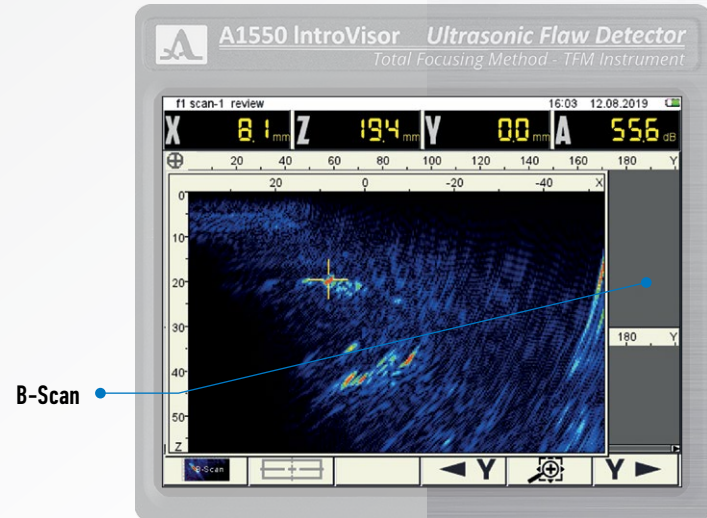 A1550 IntroVisor Ultrasonic Flaw Detector
Total Focusing Method - TFM Instrument
f1 scan-1 review 16:03 12.08.2019
X 8.1 mm Z 19.4 mm Y 0.0 mm A 55.6 dB
20 40 60 80 100 120 140 160 180 Y
20 0 -20 -40 X
0
10
20
30
180 Y
40
B-Scan
50
Z
B-Scan ◄ Y Y ►